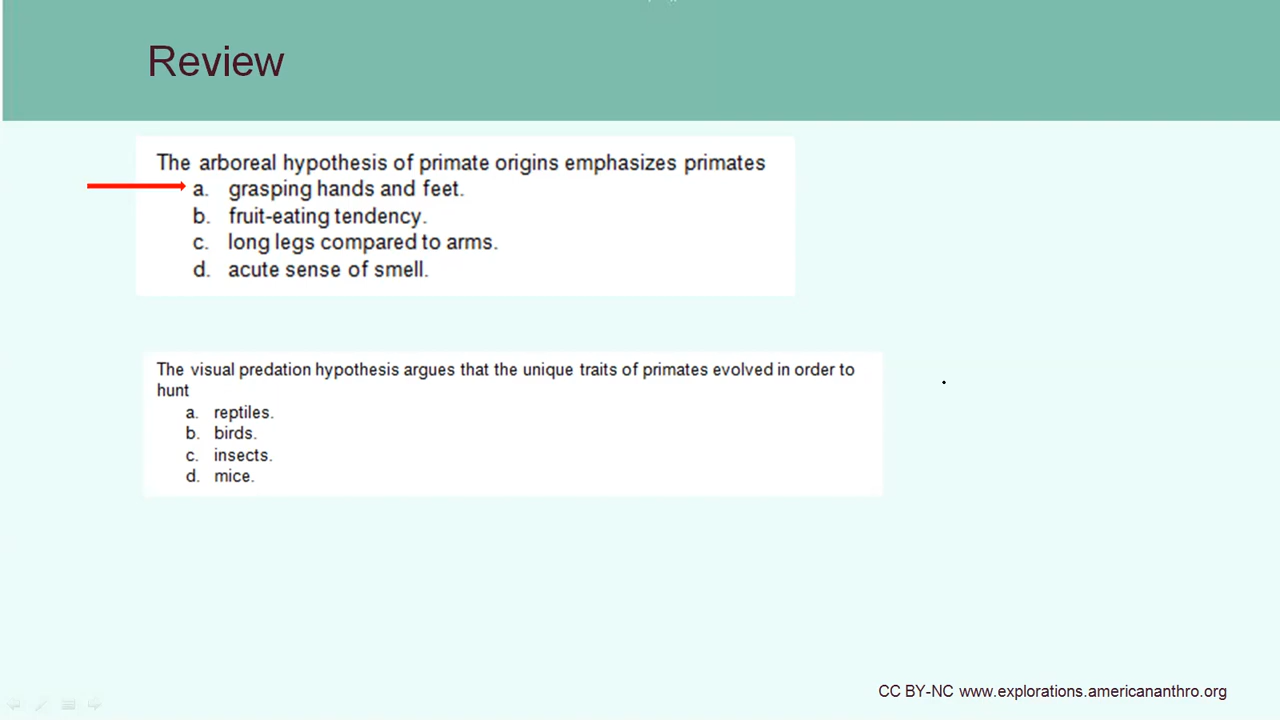 Review
The arboreal hypothesis of primate origins emphasizes primates
a. grasping hands and feet.
b. fruit-eating tendency.
c. long legs compared to arms.
d. acute sense of smell.
The visual predation hypothesis argues that the unique traits of primates evolved in order to
hunt
a. reptiles.
b. birds.
c. insects.
d. mice.
CC BY-NC www.explorations.americananthro.org